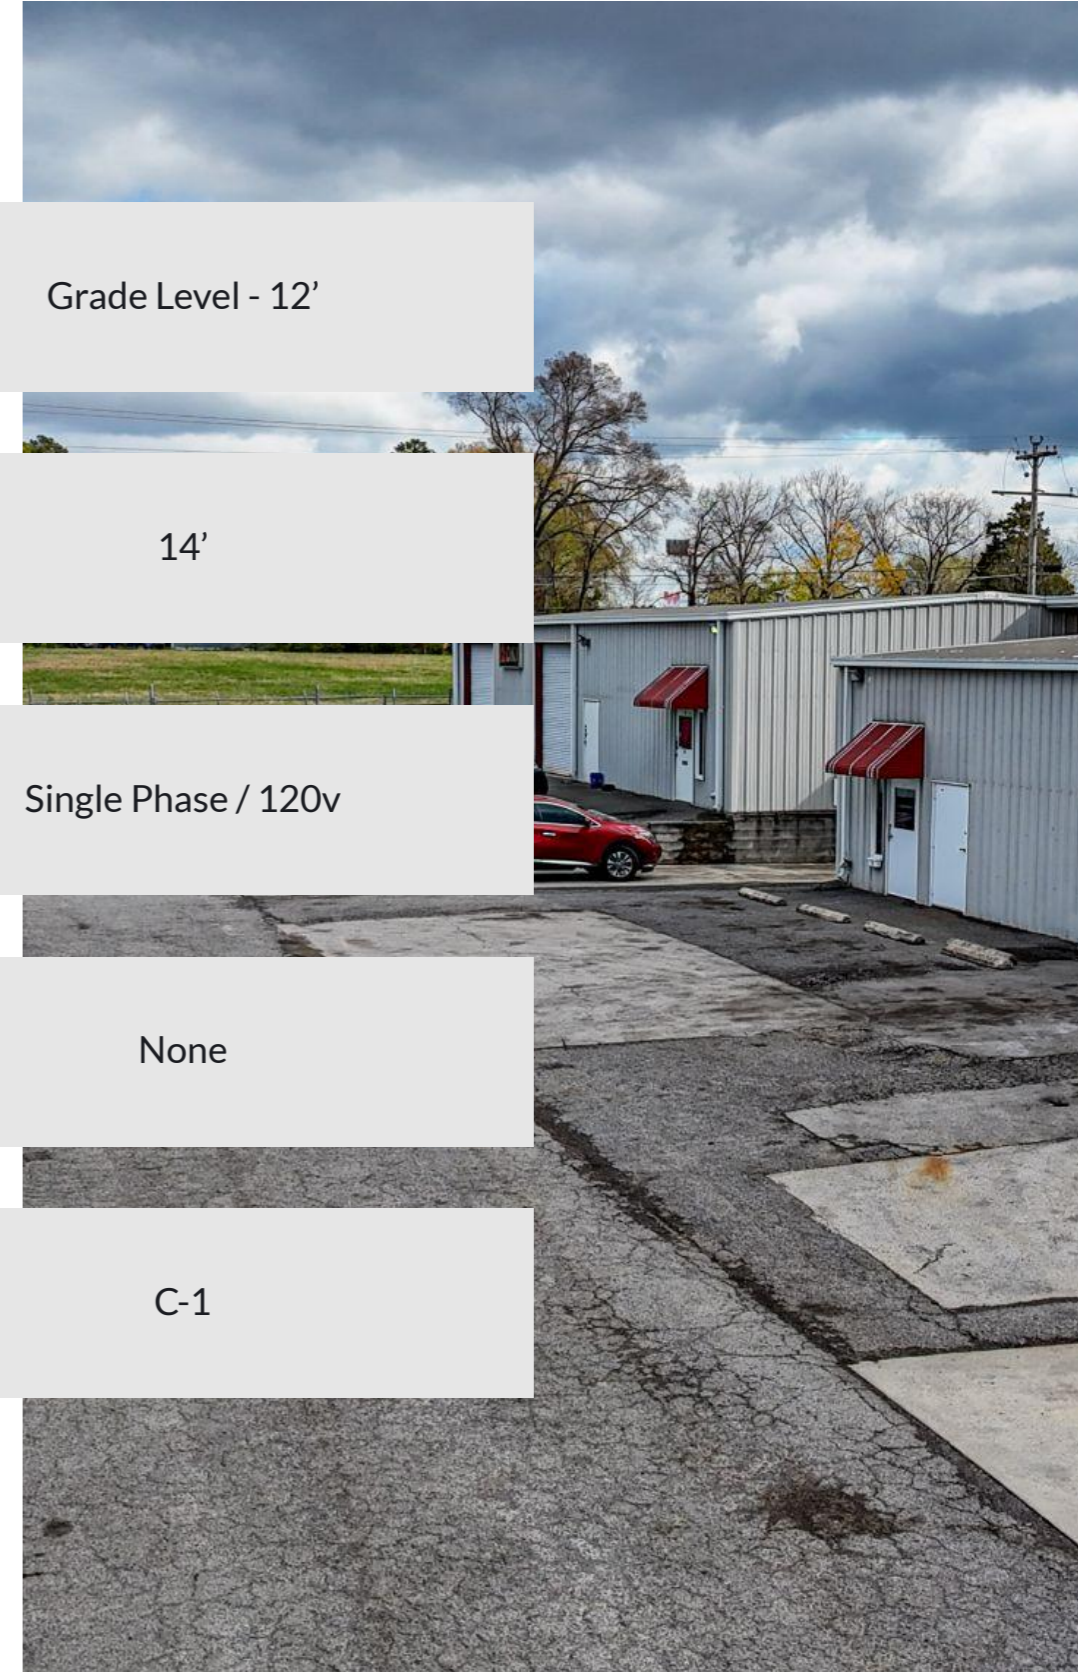 Grade Level - 12’
14’
Single Phase / 120v
None
C-1